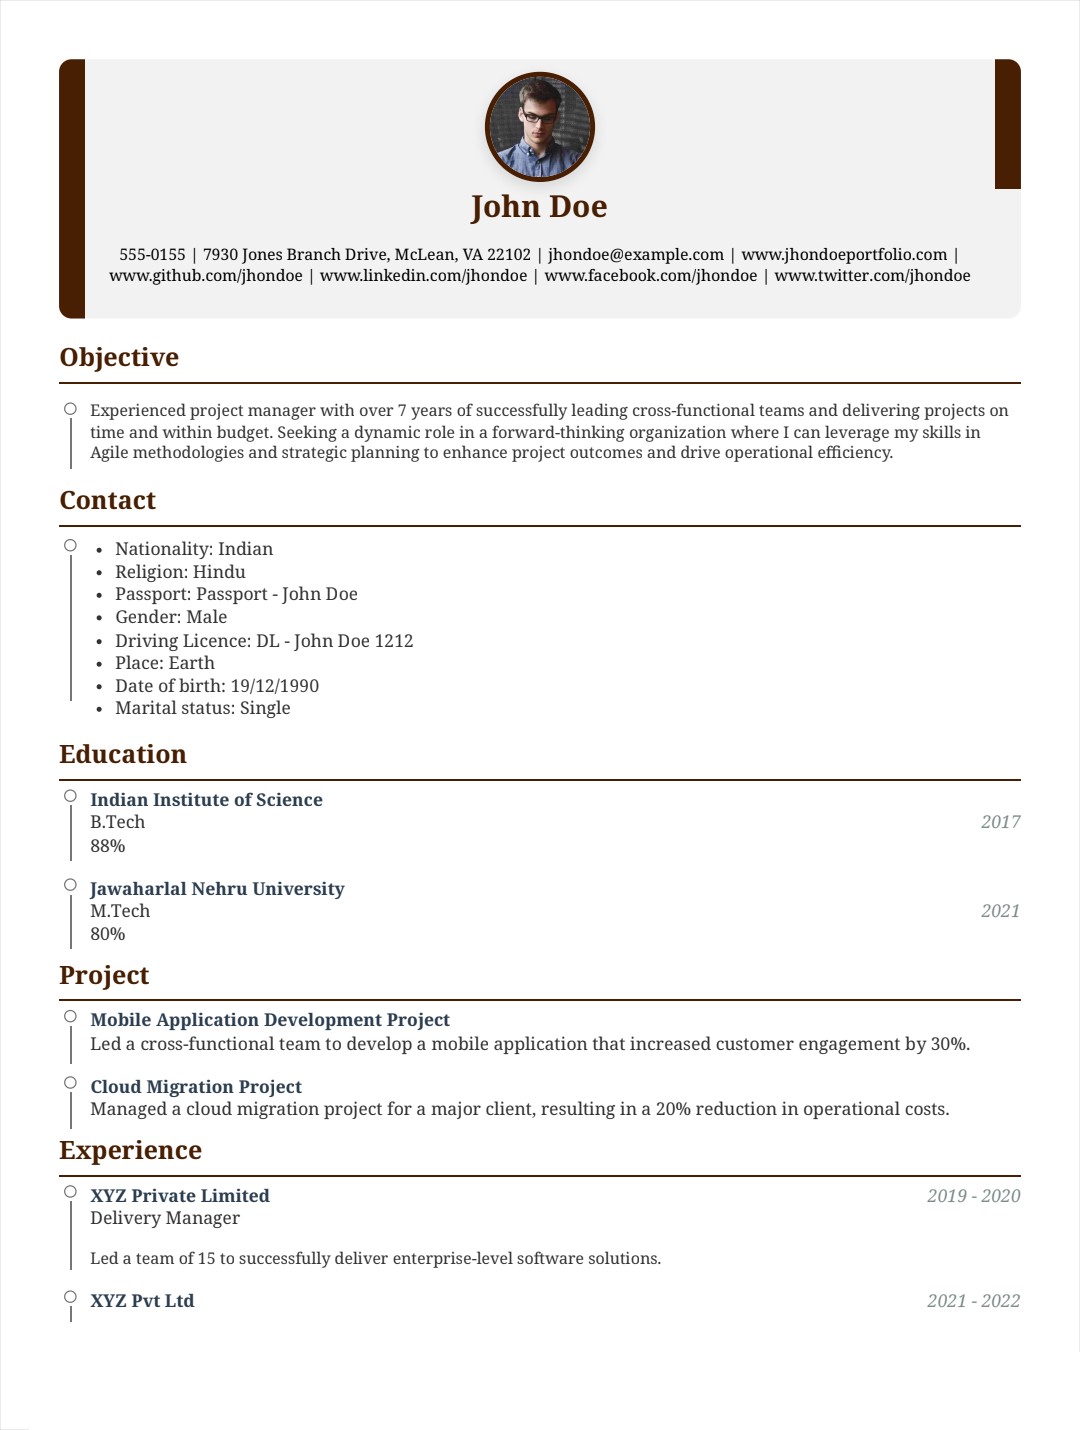 John Doe
555-0155 | 7930 Jones Branch Drive, McLean, VA 22102 | jhondoe@example.com | www.jhondoeportfolio.com |
www.github.com/jhondoe | www.linkedin.com/jhondoe | www.facebook.com/jhondoe | www.twitter.com/jhondoe
Objective
Experienced project manager with over 7 years of successfully leading cross-functional teams and delivering projects on
time and within budget. Seeking a dynamic role in a forward-thinking organization where I can leverage my skills in
Agile methodologies and strategic planning to enhance project outcomes and drive operational efficiency.
Contact
• Nationality: Indian
• Religion: Hindu
• Passport: Passport - John Doe
• Gender: Male
• Driving Licence: DL - John Doe 1212
• Place: Earth
• Date of birth: 19/12/1990
• Marital status: Single
Education
Indian Institute of Science
B.Tech 2017
88%
Jawaharlal Nehru University
M.Tech 2021
80%
Project
Mobile Application Development Project
Led a cross-functional team to develop a mobile application that increased customer engagement by 30%.
Cloud Migration Project
Managed a cloud migration project for a major client, resulting in a 20% reduction in operational costs.
Experience
XYZ Private Limited 2019 - 2020
Delivery Manager
Led a team of 15 to successfully deliver enterprise-level software solutions.
XYZ Pvt Ltd 2021 - 2022